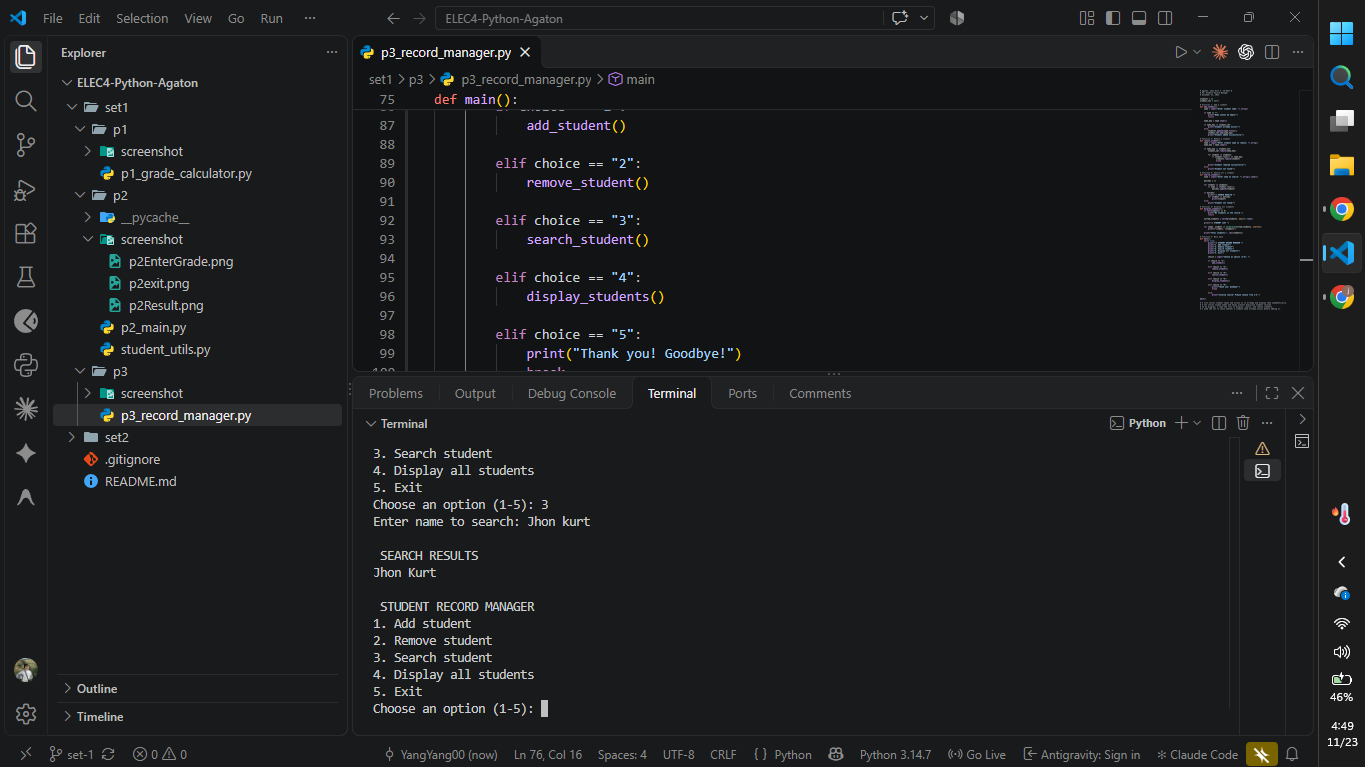 File Edit Selection View Go Run ···
ELEC4-Python-Agaton
Explorer
ELEC4-Python-Agaton
set1
p1
screenshot
p1_grade_calculator.py
p2
__pycache__
screenshot
p2EnterGrade.png
p2exit.png
p2Result.png
p2_main.py
student_utils.py
p3
screenshot
p3_record_manager.py
set2
.gitignore
README.md
Outline
Timeline
p3_record_manager.py
set1 > p3 > p3_record_manager.py > main
75 def main():
87 add_student()
88
89 elif choice == "2":
90 remove_student()
91
92 elif choice == "3":
93 search_student()
94
95 elif choice == "4":
96 display_students()
97
98 elif choice == "5":
99 print("Thank you! Goodbye!")
100 break
Problems Output Debug Console Terminal Ports Comments
Terminal
Python
3. Search student
4. Display all students
5. Exit
Choose an option (1-5): 3
Enter name to search: Jhon kurt
SEARCH RESULTS
Jhon Kurt
STUDENT RECORD MANAGER
1. Add student
2. Remove student
3. Search student
4. Display all students
5. Exit
Choose an option (1-5):
set-1 0 0 YangYang00 (now) Ln 76, Col 16 Spaces: 4 UTF-8 CRLF { } Python Python 3.14.7 Go Live Antigravity: Sign in Claude Code
46%
4:49
11/23